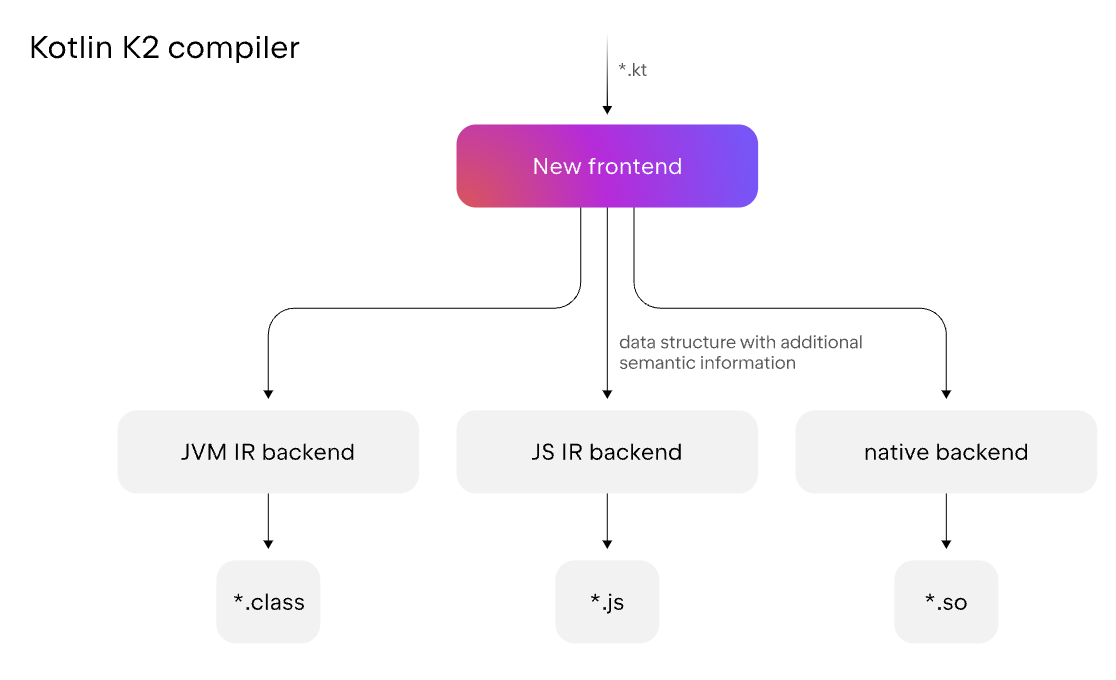 Kotlin K2 compiler
*.kt
New frontend
data structure with additional
semantic information
JVM IR backend
JS IR backend
native backend
*.class
*.js
*.so